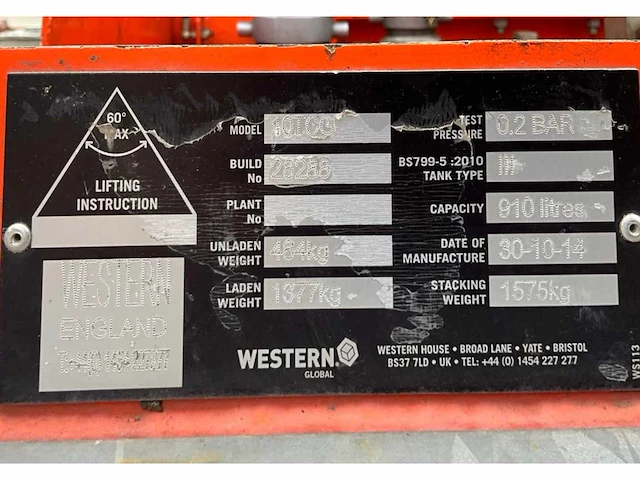 60°
LIFTING
INSTRUCTION
WESTERN
ENGLAND
MODEL 10TCG
BUILD
No 28288
PLANT
No
UNLADEN
WEIGHT 484kg
LADEN
WEIGHT 1377kg
TEST
PRESSURE 0.2 BAR
BS799-5 :2010
TANK TYPE III
CAPACITY 910 litres
DATE OF
MANUFACTURE 30-10-14
STACKING
WEIGHT 1575kg
WESTERN
GLOBAL
WESTERN HOUSE • BROAD LANE • YATE • BRISTOL
BS37 7LD • UK • TEL: +44 (0) 1454 227 277
WS113